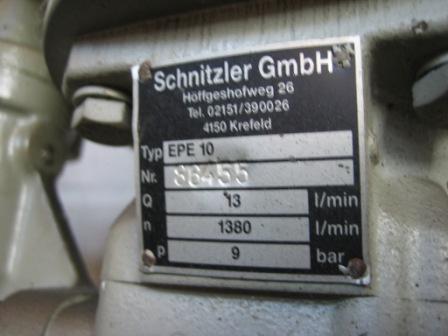 Schnitzler GmbH
Höffgeshofweg 26
Tel. 02151/390026
4150 Krefeld
Typ EPE 10
Nr. 86455
Q 13 l/min
n 1380 l/min
p 9 bar